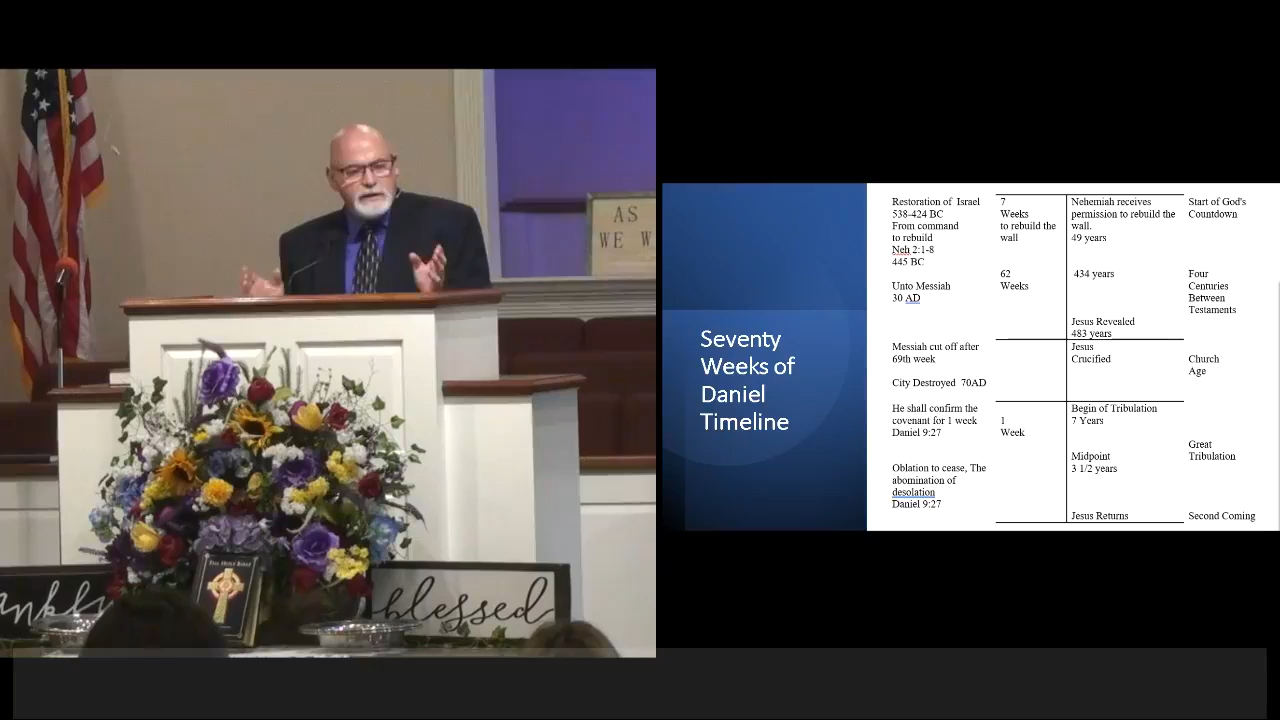 AS
WE W
THE HOLY BIBLE
blessed
Seventy
Weeks of
Daniel
Timeline
Restoration of Israel
538-424 BC
From command
to rebuild
Neh 2:1-8
445 BC
Unto Messiah
30 AD
Messiah cut off after
69th week
City Destroyed 70AD
He shall confirm the
covenant for 1 week
Daniel 9:27
Oblation to cease, The
abomination of
desolation
Daniel 9:27
7
Weeks
to rebuild the
wall
62
Weeks
1
Week
Nehemiah receives
permission to rebuild the
wall.
49 years
434 years
Jesus Revealed
483 years
Jesus
Crucified
Begin of Tribulation
7 Years
Midpoint
3 1/2 years
Jesus Returns
Start of God's
Countdown
Four
Centuries
Between
Testaments
Church
Age
Great
Tribulation
Second Coming